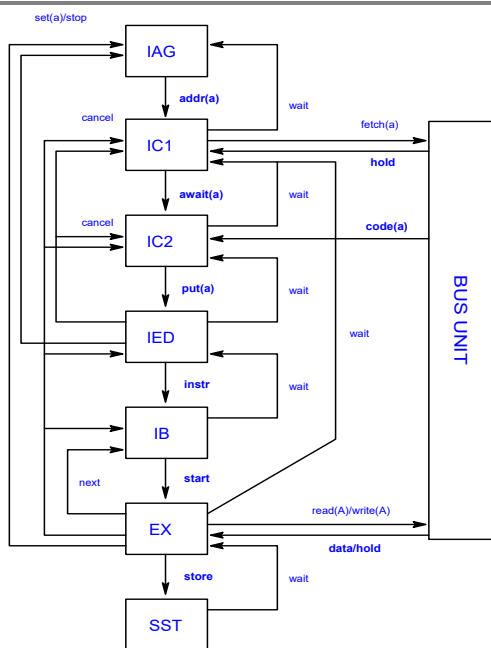 set(a)/stop
IAG
addr(a)
wait
cancel
fetch(a)
IC1
hold
await(a)
wait
cancel
code(a)
IC2
put(a)
wait
BUS UNIT
IED
wait
instr
wait
IB
start
next
read(A)/write(A)
EX
data/hold
store
wait
SST